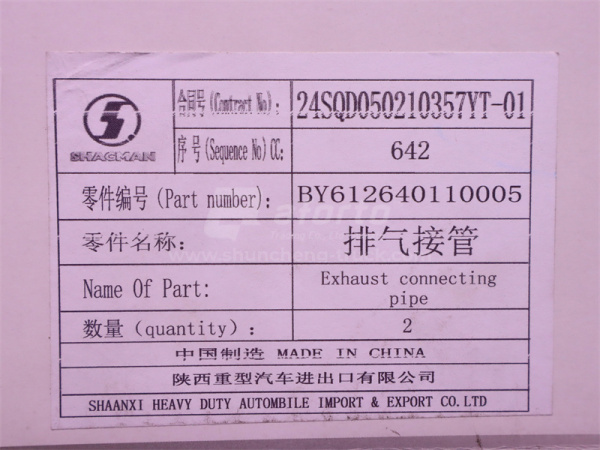 SHACMAN
合同号(Contract No): 24SQD050210357YT-01
序号(Sequence No)CC: 642
零件编号(Part number): BY612640110005
零件名称: 排气接管
Name Of Part: Exhaust connecting
pipe
数量(quantity): 2
中国制造 MADE IN CHINA
陕西重型汽车进出口有限公司
SHAANXI HEAVY DUTY AUTOMBILE IMPORT & EXPORT CO. LTD